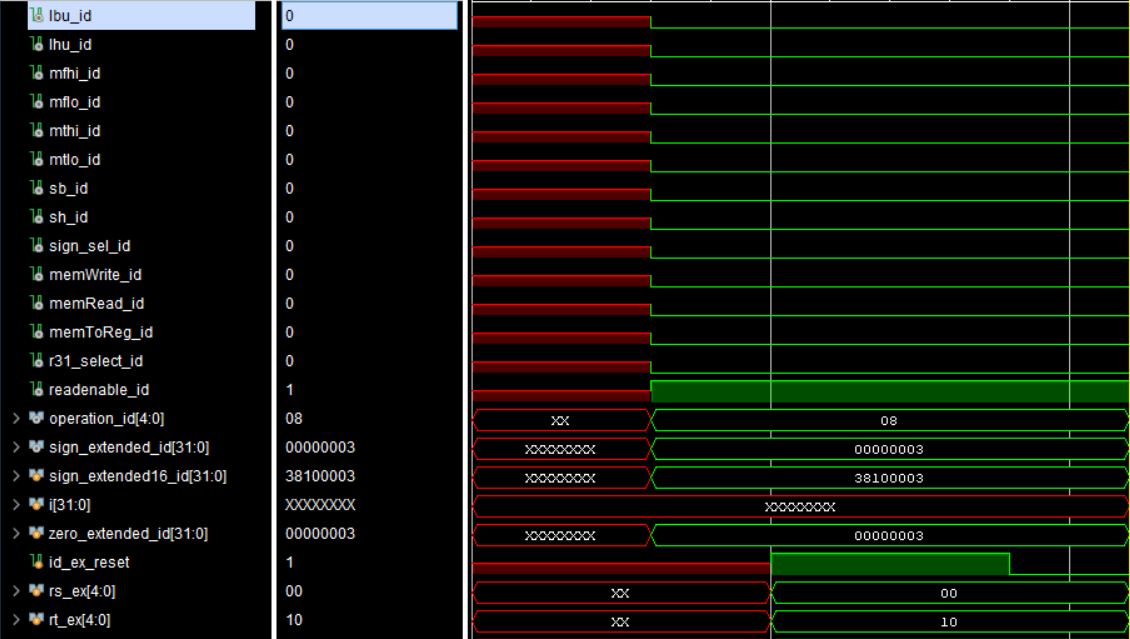 lbu_id 0
lhu_id 0
mfhi_id 0
mflo_id 0
mthi_id 0
mtlo_id 0
sb_id 0
sh_id 0
sign_sel_id 0
memWrite_id 0
memRead_id 0
memToReg_id 0
r31_select_id 0
readenable_id 1
operation_id[4:0] 08 XX 08
sign_extended_id[31:0] 00000003 XXXXXXXX 00000003
sign_extended16_id[31:0] 38100003 XXXXXXXX 38100003
i[31:0] XXXXXXXX XXXXXXXX
zero_extended_id[31:0] 00000003 XXXXXXXX 00000003
id_ex_reset 1
rs_ex[4:0] 00 XX 00
rt_ex[4:0] 10 XX 10